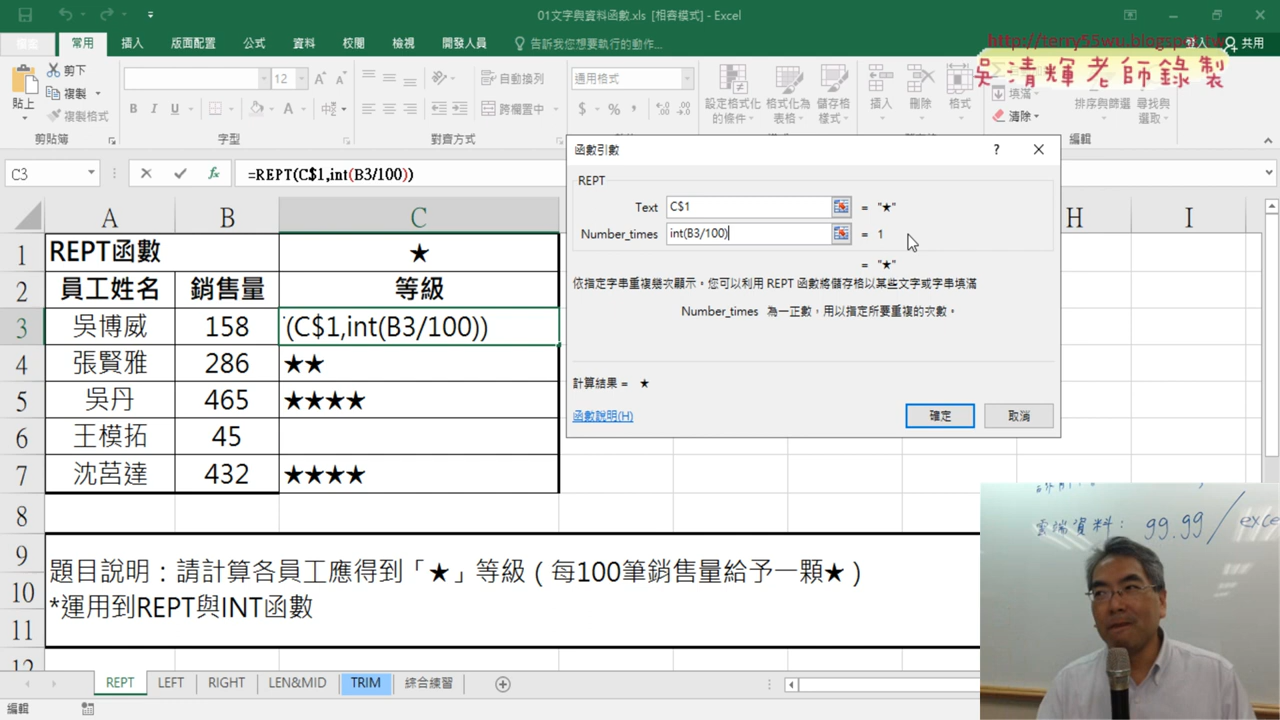 01文字與資料函數.xls [相容模式] - Excel
http://terry55wu.blogspot.tw
吳清輝老師錄製
檔案 常用 插入 版面配置 公式 資料 校閱 檢視 開發人員 告訴我您想要執行的動作... 登入 共用
貼上 剪下 複製 複製格式
12 A A
B I U
自動換列
跨欄置中
通用格式
$ % ,
設定格式化的條件 格式化為表格 儲存格樣式 插入 刪除 格式
填滿 清除
排序與篩選 尋找與選取
剪貼簿 字型 對齊方式 編輯
C3 fx =REPT(C$1,int(B3/100))
函數引數 ?
REPT
Text C$1 = "★"
Number_times int(B3/100) = 1
= "★"
依指定字串重複幾次顯示。您可以利用 REPT 函數將儲存格以某些文字或字串填滿
Number_times 為一正數，用以指定所要重複的次數。
計算結果 = ★
函數說明(H) 確定 取消
A B C H I
1 REPT函數 ★
2 員工姓名 銷售量 等級
3 吳博威 158 (C$1,int(B3/100))
4 張賢雅 286 ★★
5 吳丹 465 ★★★★
6 王模拓 45
7 沈莒達 432 ★★★★
8
9
10
11
12
題目說明：請計算各員工應得到「★」等級（每100筆銷售量給予一顆★）
*運用到REPT與INT函數
雲端資料： 99.99/exce
REPT LEFT RIGHT LEN&MID TRIM 綜合練習
編輯